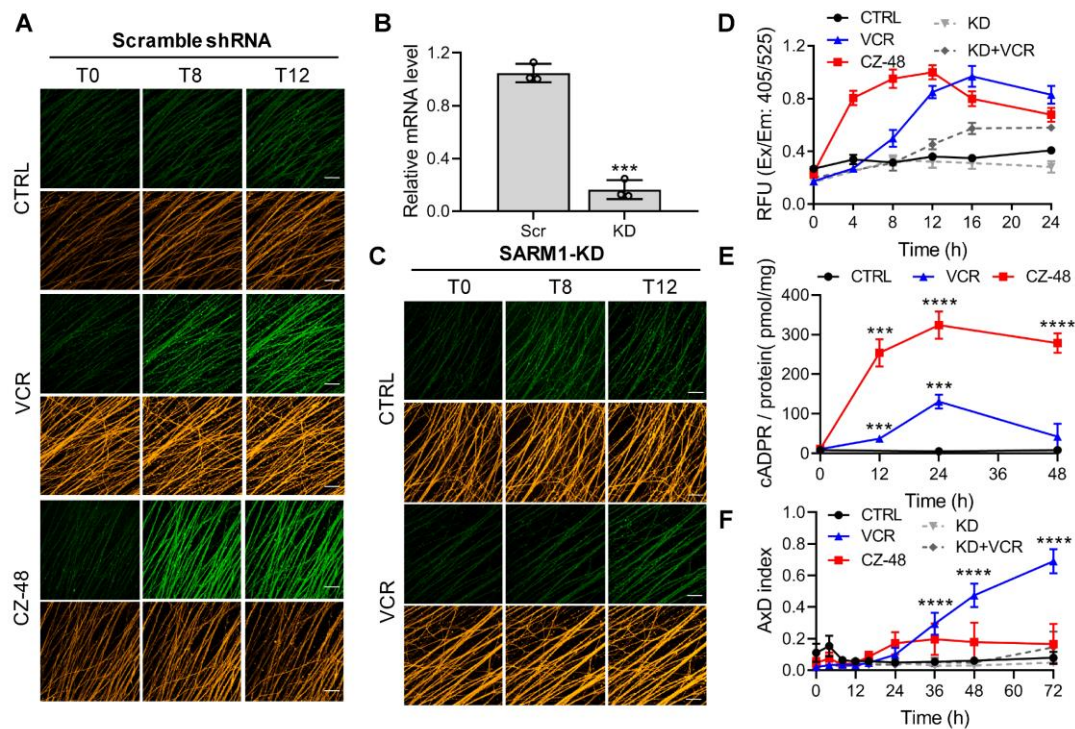 A
Scramble shRNA
T0 T8 T12
CTRL
VCR
CZ-48
B
Relative mRNA level
1.2
0.8
0.4
0.0
***
Scr KD
C
SARM1-KD
T0 T8 T12
CTRL
VCR
D
CTRL
VCR
CZ-48
KD
KD+VCR
RFU (Ex/Em: 405/525)
1.2
0.8
0.4
0.0
0 4 8 12 16 20 24
Time (h)
E
CTRL VCR CZ-48
cADPR / protein( pmol/mg)
400
300
200
100
0
*** **** ****
*** ***
0 12 24 36 48
Time (h)
F
CTRL
VCR
CZ-48
KD
KD+VCR
AxD index
1.0
0.8
0.6
0.4
0.2
0.0
**** **** ****
0 12 24 36 48 60 72
Time (h)